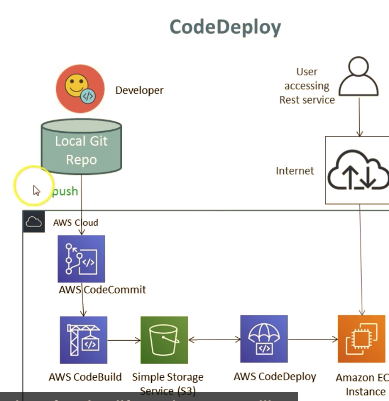 CodeDeploy
Developer
User
accessing
Rest service
Local Git
Repo
Internet
push
AWS Cloud
AWS CodeCommit
AWS CodeBuild
Simple Storage
Service (S3)
AWS CodeDeploy
Amazon EC
Instance